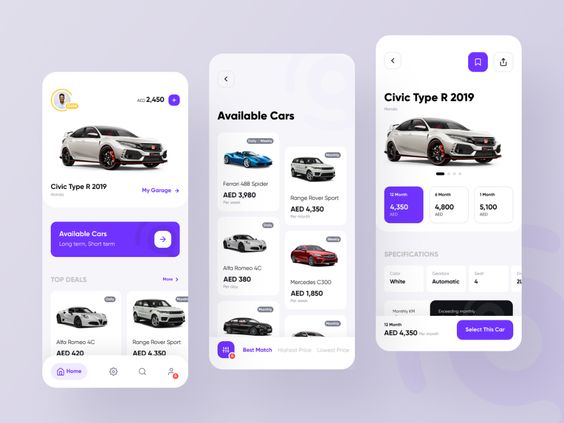 AED 2,450
Civic Type R 2019
Honda
My Garage
Available Cars
Long term, Short term
TOP DEALS
More
Daily
Monthly
Alfa Romeo 4C
AED 420
Range Rover Sport
AED 4,350
Home
Available Cars
Daily
Monthly
Ferrari 488 Spider
AED 3,980
Per week
Monthly
Range Rover Sport
AED 4,350
Per month
Daily
Alfa Romeo 4C
AED 380
Per day
Weekly
Mercedes C300
AED 1,850
Per week
Monthly
Best Match
Highest Price
Lowest Price
Civic Type R 2019
Honda
12 Month
4,350
AED
6 Month
4,800
AED
1 Month
5,100
AED
SPECIFICATIONS
Color
White
Gearbox
Automatic
Seat
4
Monthly KM
Exceeding monthly
12 Month
AED 4,350 Per month
Select This Car